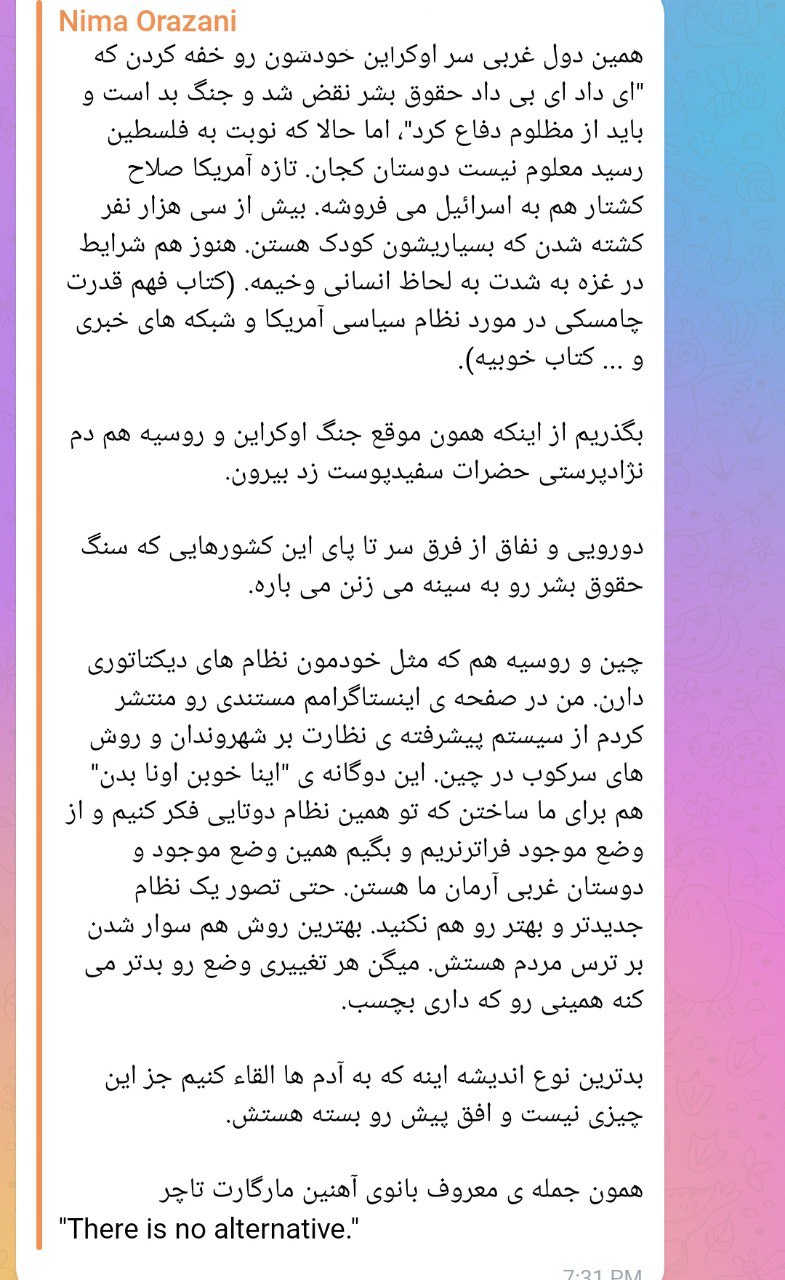 Nima Orazani
همین دول غربی سر اوکراین خودشون رو خفه کردن که
"ای داد ای بی داد حقوق بشر نقض شد و جنگ بد است و
باید از مظلوم دفاع کرد"، اما حالا که نوبت به فلسطین
رسید معلوم نیست دوستان کجان. تازه آمریکا صلاح
کشتار هم به اسرائیل می فروشه. بیش از سی هزار نفر
کشته شدن که بسیاریشون کودک هستن. هنوز هم شرایط
در غزه به شدت به لحاظ انسانی وخیمه. (کتاب فهم قدرت
چامسکی در مورد نظام سیاسی آمریکا و شبکه های خبری
و ... کتاب خوبیه).
بگذریم از اینکه همون موقع جنگ اوکراین و روسیه هم دم
نژادپرستی حضرات سفیدپوست زد بیرون.
دورویی و نفاق از فرق سر تا پای این کشورهایی که سنگ
حقوق بشر رو به سینه می زنن می باره.
چین و روسیه هم که مثل خودمون نظام های دیکتاتوری
دارن. من در صفحه ی اینستاگرامم مستندی رو منتشر
کردم از سیستم پیشرفته ی نظارت بر شهروندان و روش
های سرکوب در چین. این دوگانه ی "اینا خوبن اونا بدن"
هم برای ما ساختن که تو همین نظام دوتایی فکر کنیم و از
وضع موجود فراترنریم و بگیم همین وضع موجود و
دوستان غربی آرمان ما هستن. حتی تصور یک نظام
جدیدتر و بهتر رو هم نکنید. بهترین روش هم سوار شدن
بر ترس مردم هستش. میگن هر تغییری وضع رو بدتر می
کنه همینی رو که داری بچسب.
بدترین نوع اندیشه اینه که به آدم ها القاء کنیم جز این
چیزی نیست و افق پیش رو بسته هستش.
همون جمله ی معروف بانوی آهنین مارگارت تاچر
"There is no alternative."
7:31 PM